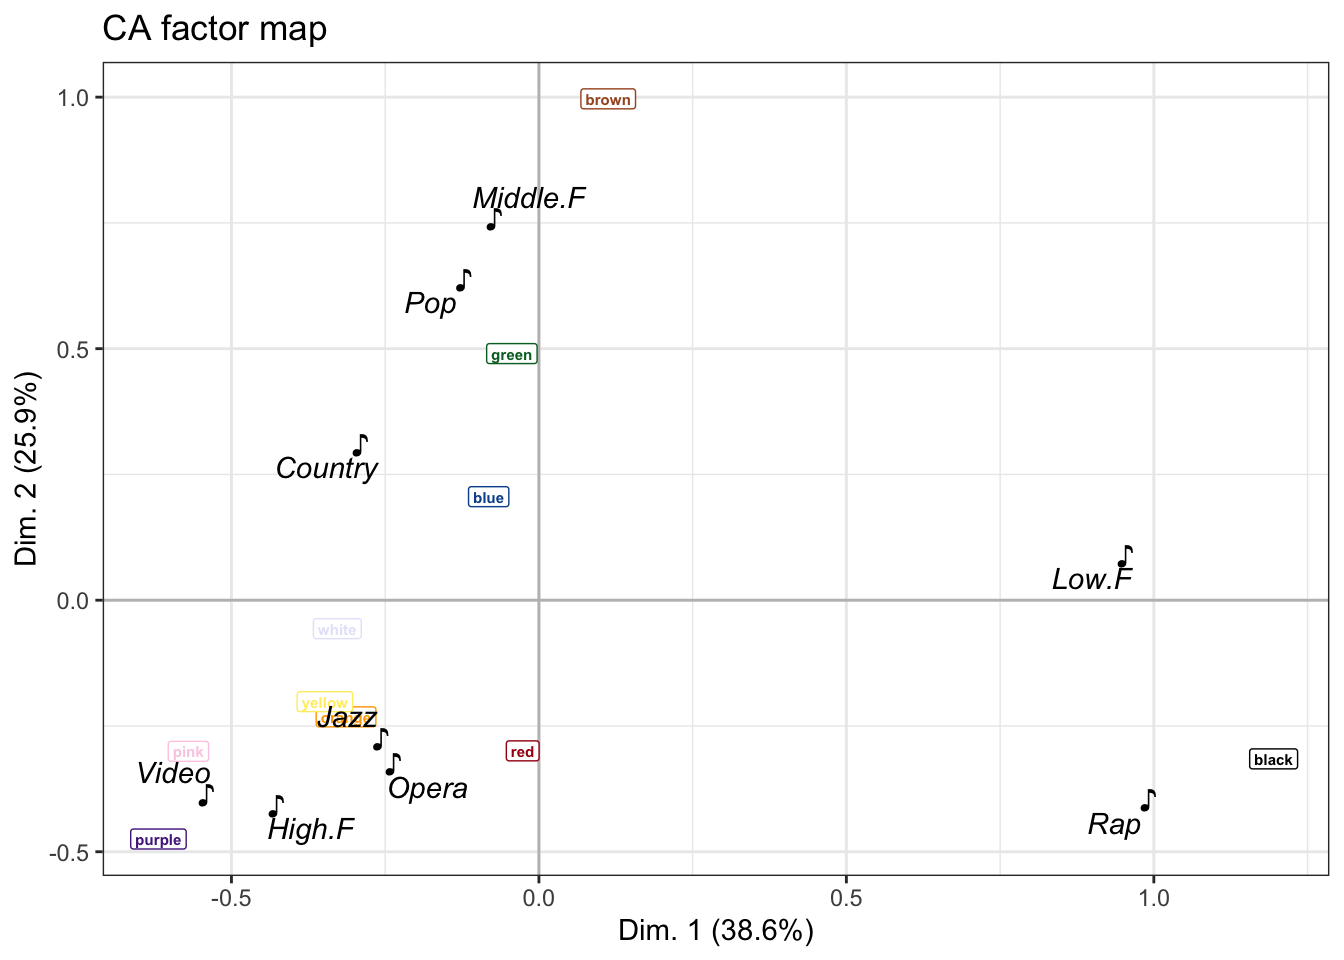 CA factor map
1.0
brown
Middle.F
Pop
0.5
green
Country
blue
Low.F
0.0
white
yellow
orange
Jazz
pink
red
black
Video
Opera
High.F
Rap
purple
-0.5
-0.5
0.0
0.5
1.0
Dim. 1 (38.6%)
Dim. 2 (25.9%)